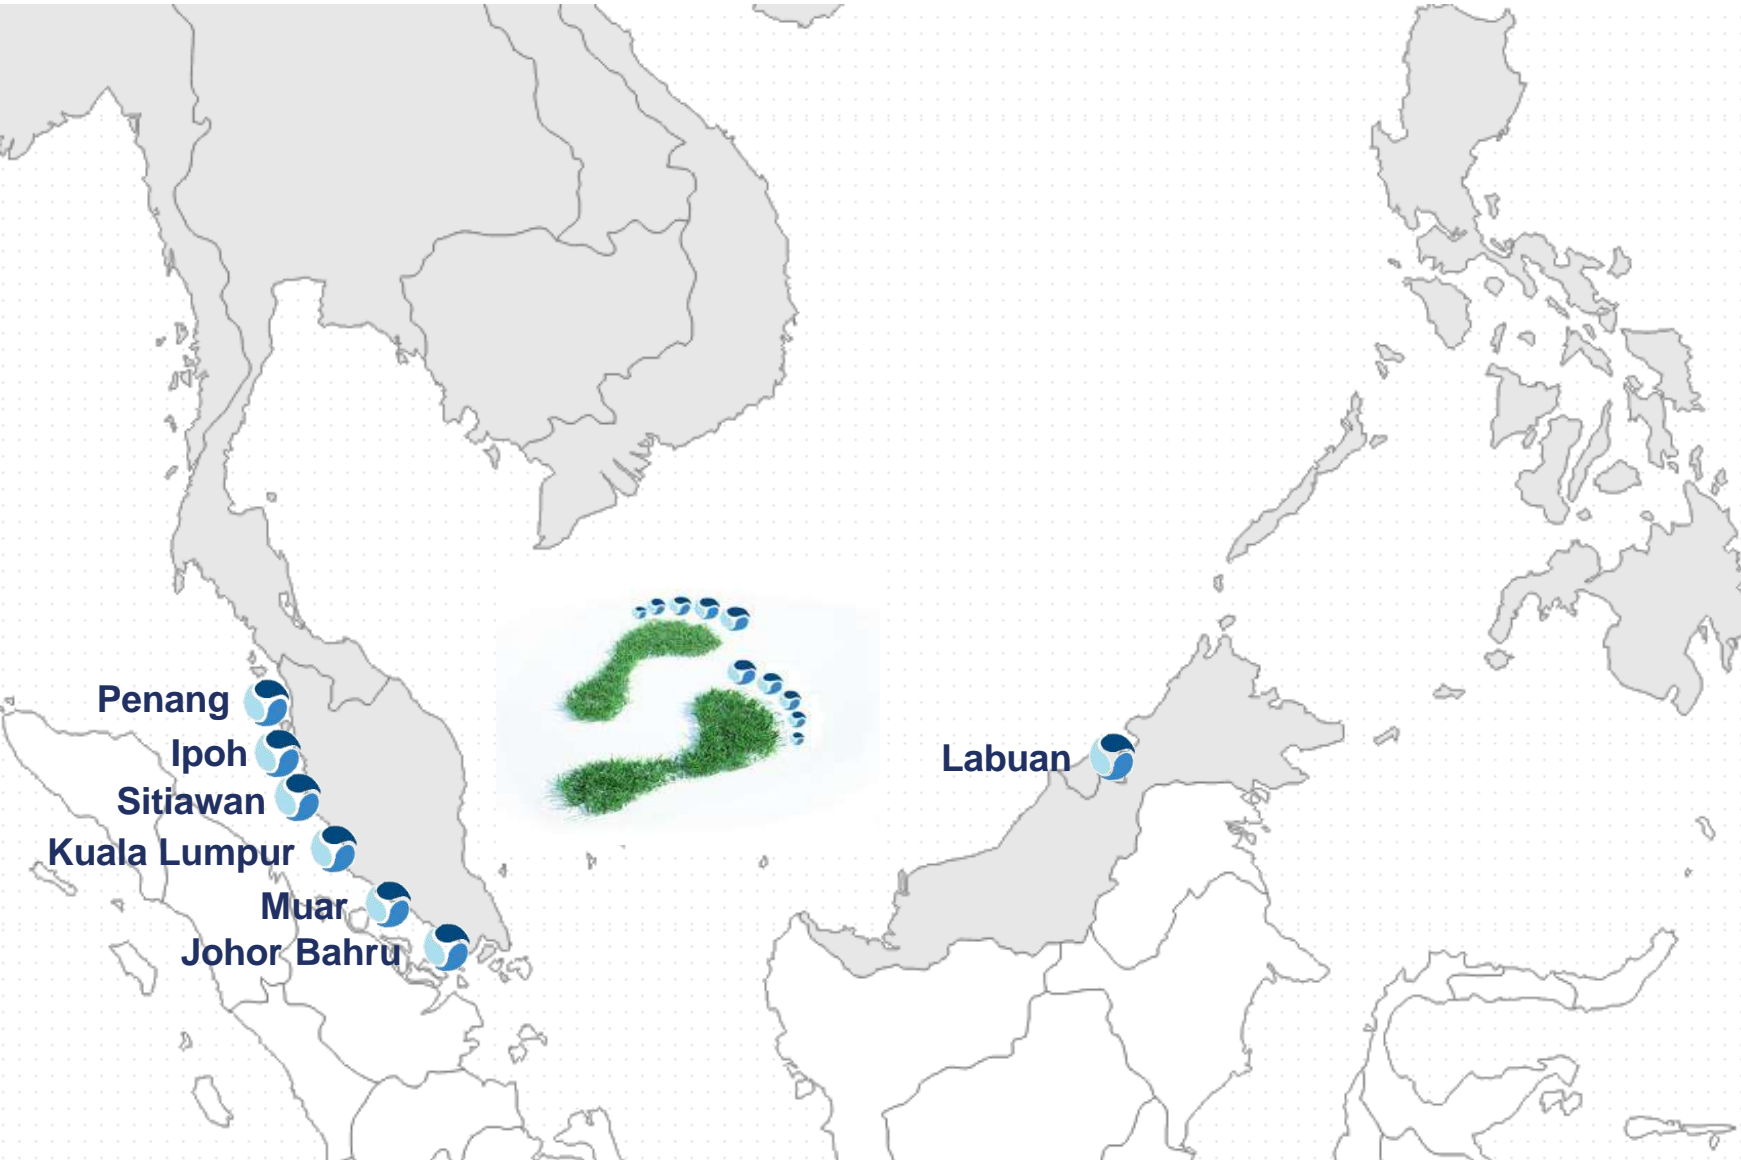 Penang
Ipoh
Labuan
Sitiawan
Kuala Lumpur
Muar
Johor Bahru